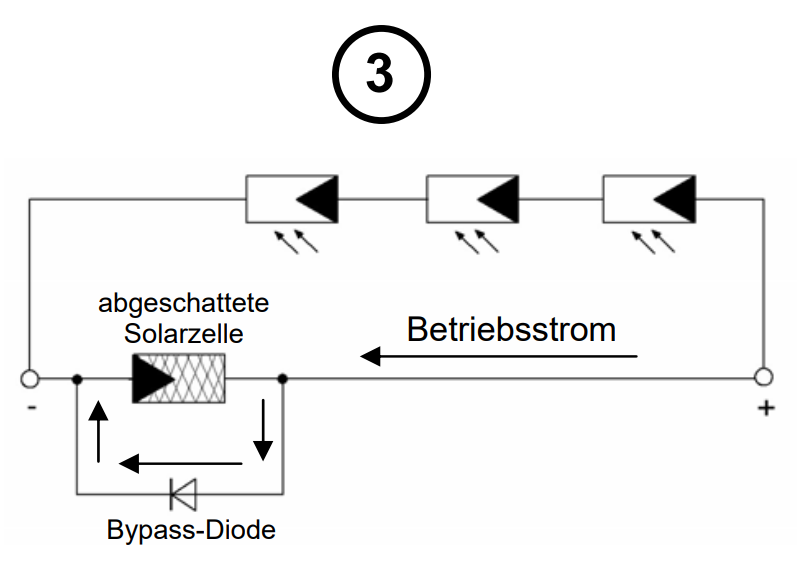 3
abgeschattete
Solarzelle
Betriebsstrom
-
+
Bypass-Diode